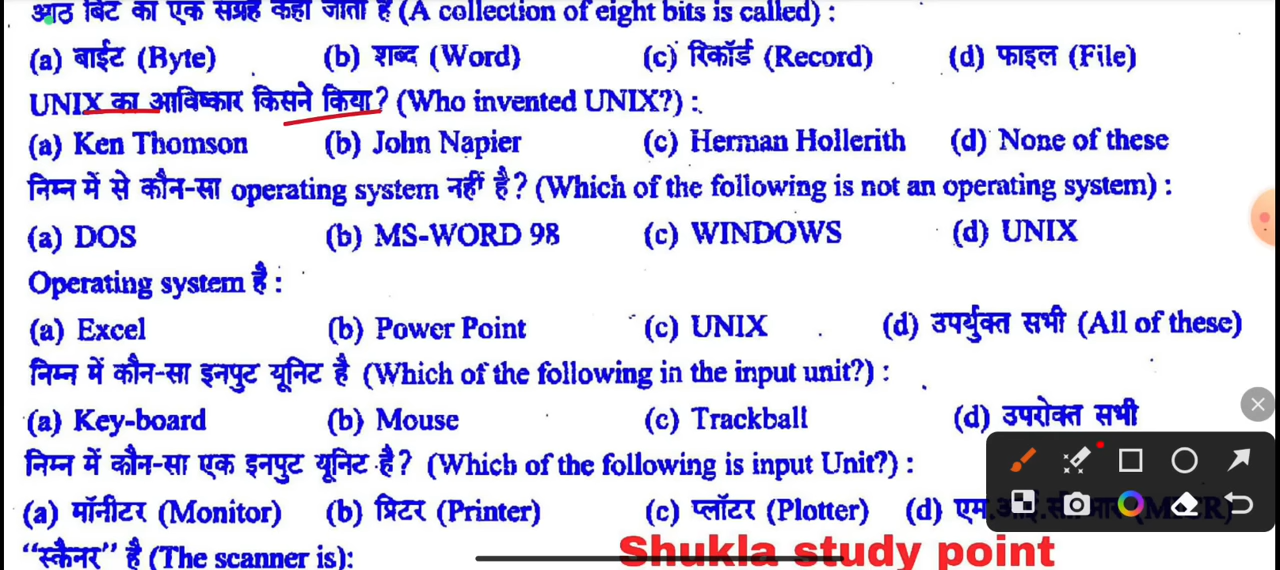 आठ बिट का एक संग्रह कहा जाता है (A collection of eight bits is called) :
(a) बाईट (Byte) (b) शब्द (Word) (c) रिकॉर्ड (Record) (d) फाइल (File)
UNIX का आविष्कार किसने किया? (Who invented UNIX?) :
(a) Ken Thomson (b) John Napier (c) Herman Hollerith (d) None of these
निम्न में से कौन-सा operating system नहीं है? (Which of the following is not an operating system) :
(a) DOS (b) MS-WORD 98 (c) WINDOWS (d) UNIX
Operating system है :
(a) Excel (b) Power Point (c) UNIX (d) उपर्युक्त सभी (All of these)
निम्न में कौन-सा इनपुट यूनिट है (Which of the following in the input unit?) :
(a) Key-board (b) Mouse (c) Trackball (d) उपरोक्त सभी
निम्न में कौन-सा एक इनपुट यूनिट है? (Which of the following is input Unit?) :
(a) मॉनीटर (Monitor) (b) प्रिटर (Printer) (c) प्लॉटर (Plotter) (d)
“स्कैनर” है (The scanner is):
Shukla study point